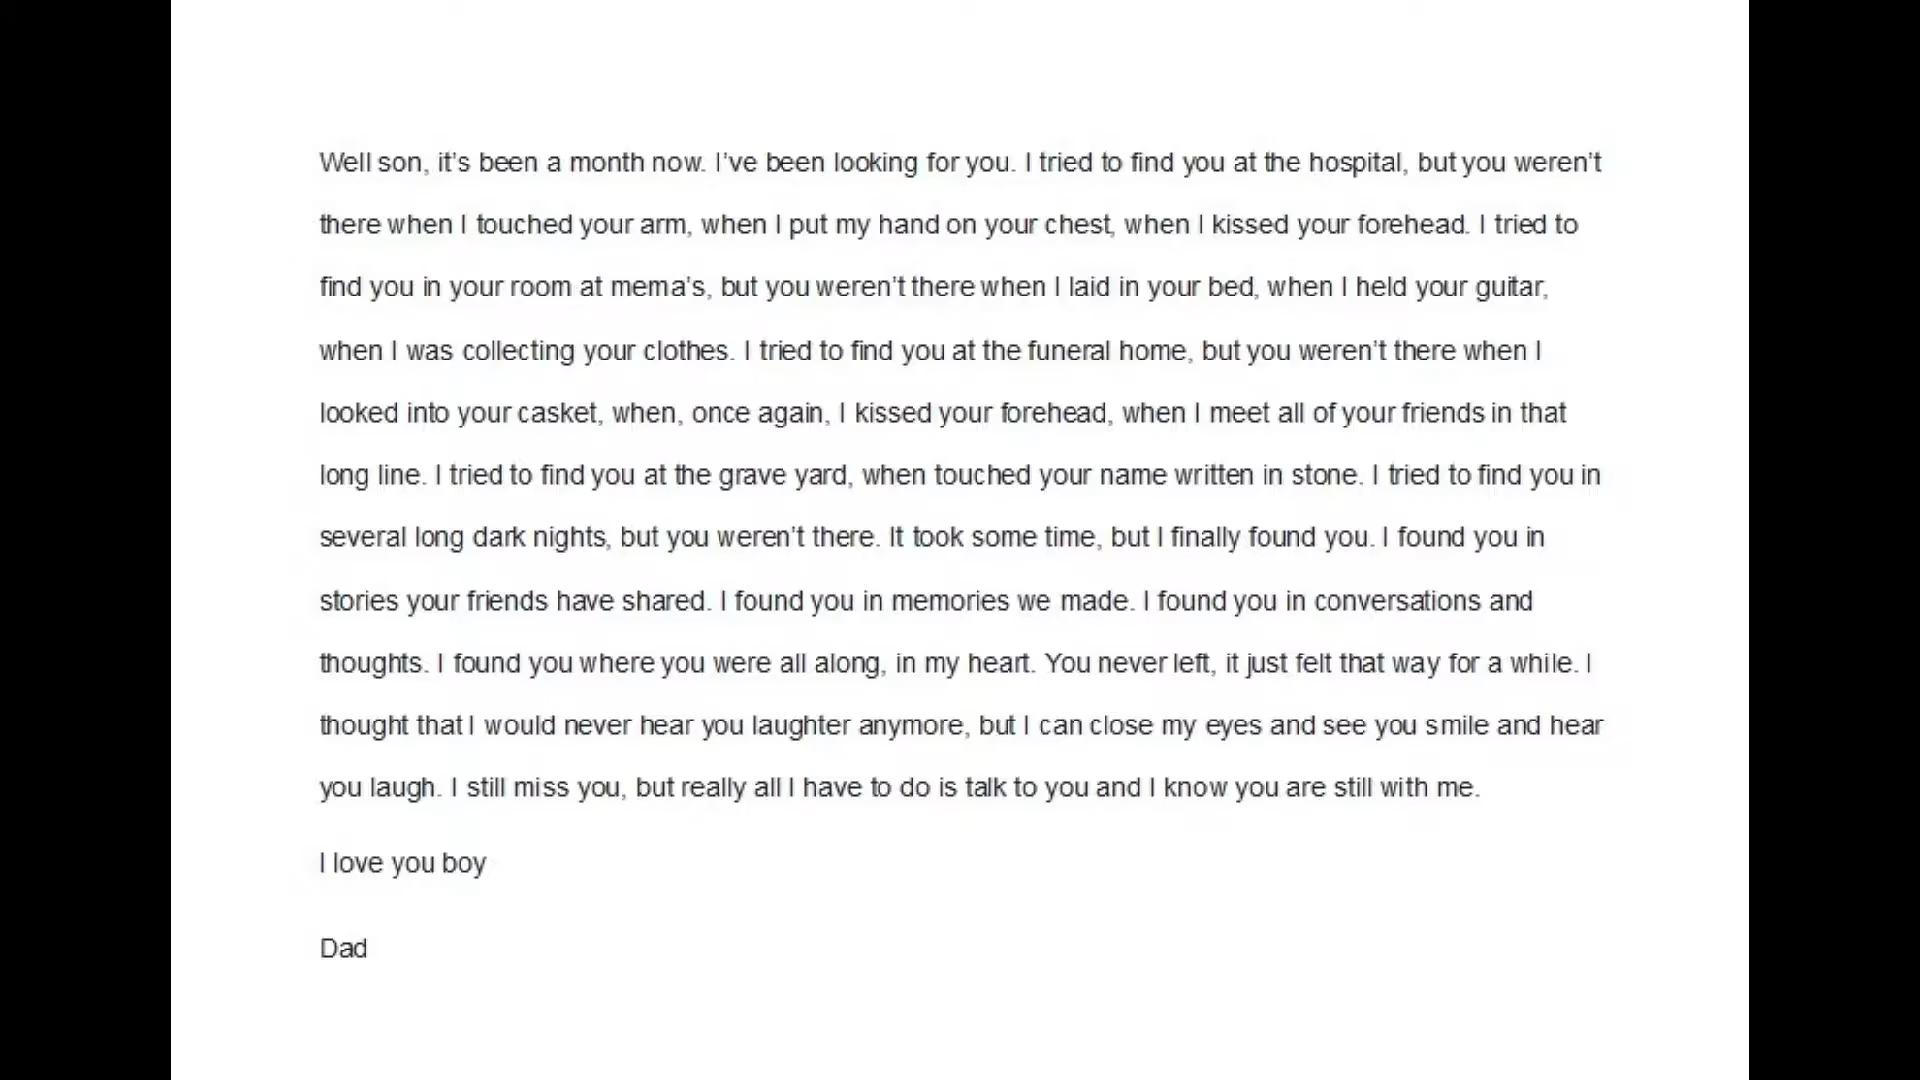 Well son, it's been a month now. I've been looking for you. I tried to find you at the hospital, but you weren't
there when I touched your arm, when I put my hand on your chest, when I kissed your forehead. I tried to
find you in your room at mema's, but you weren't there when I laid in your bed, when I held your guitar,
when I was collecting your clothes. I tried to find you at the funeral home, but you weren't there when I
looked into your casket, when, once again, I kissed your forehead, when I meet all of your friends in that
long line. I tried to find you at the grave yard, when touched your name written in stone. I tried to find you in
several long dark nights, but you weren't there. It took some time, but I finally found you. I found you in
stories your friends have shared. I found you in memories we made. I found you in conversations and
thoughts. I found you where you were all along, in my heart. You never left, it just felt that way for a while. I
thought that I would never hear you laughter anymore, but I can close my eyes and see you smile and hear
you laugh. I still miss you, but really all I have to do is talk to you and I know you are still with me.
I love you boy
Dad